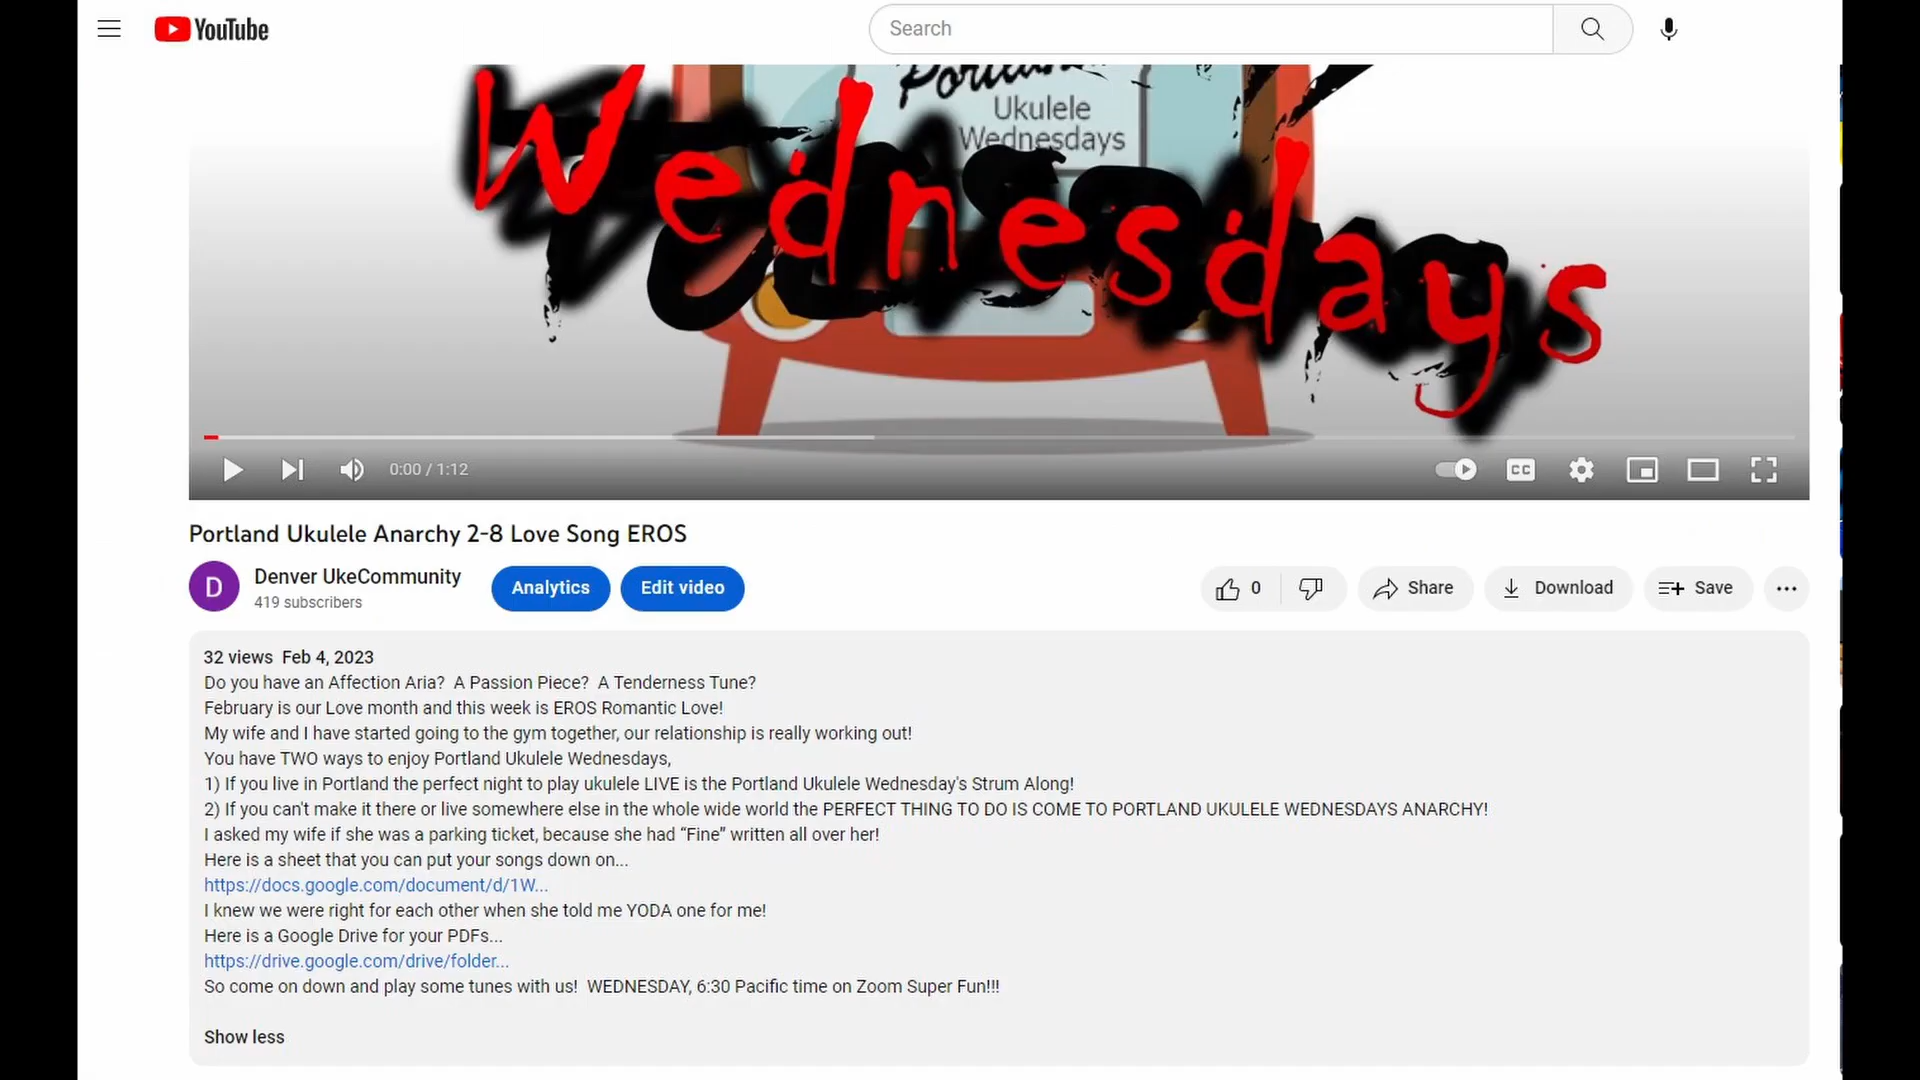 YouTube
Search
Portland
Ukulele
Wednesdays
Wednesdays
0:00 / 1:12
CC
Portland Ukulele Anarchy 2-8 Love Song EROS
D
Denver UkeCommunity
419 subscribers
Analytics
Edit video
0
Share
Download
Save
32 views  Feb 4, 2023
Do you have an Affection Aria?  A Passion Piece?  A Tenderness Tune?
February is our Love month and this week is EROS Romantic Love!
My wife and I have started going to the gym together, our relationship is really working out!
You have TWO ways to enjoy Portland Ukulele Wednesdays,
1) If you live in Portland the perfect night to play ukulele LIVE is the Portland Ukulele Wednesday's Strum Along!
2) If you can't make it there or live somewhere else in the whole wide world the PERFECT THING TO DO IS COME TO PORTLAND UKULELE WEDNESDAYS ANARCHY!
I asked my wife if she was a parking ticket, because she had “Fine” written all over her!
Here is a sheet that you can put your songs down on...
https://docs.google.com/document/d/1W...
I knew we were right for each other when she told me YODA one for me!
Here is a Google Drive for your PDFs...
https://drive.google.com/drive/folder...
So come on down and play some tunes with us!  WEDNESDAY, 6:30 Pacific time on Zoom Super Fun!!!
Show less